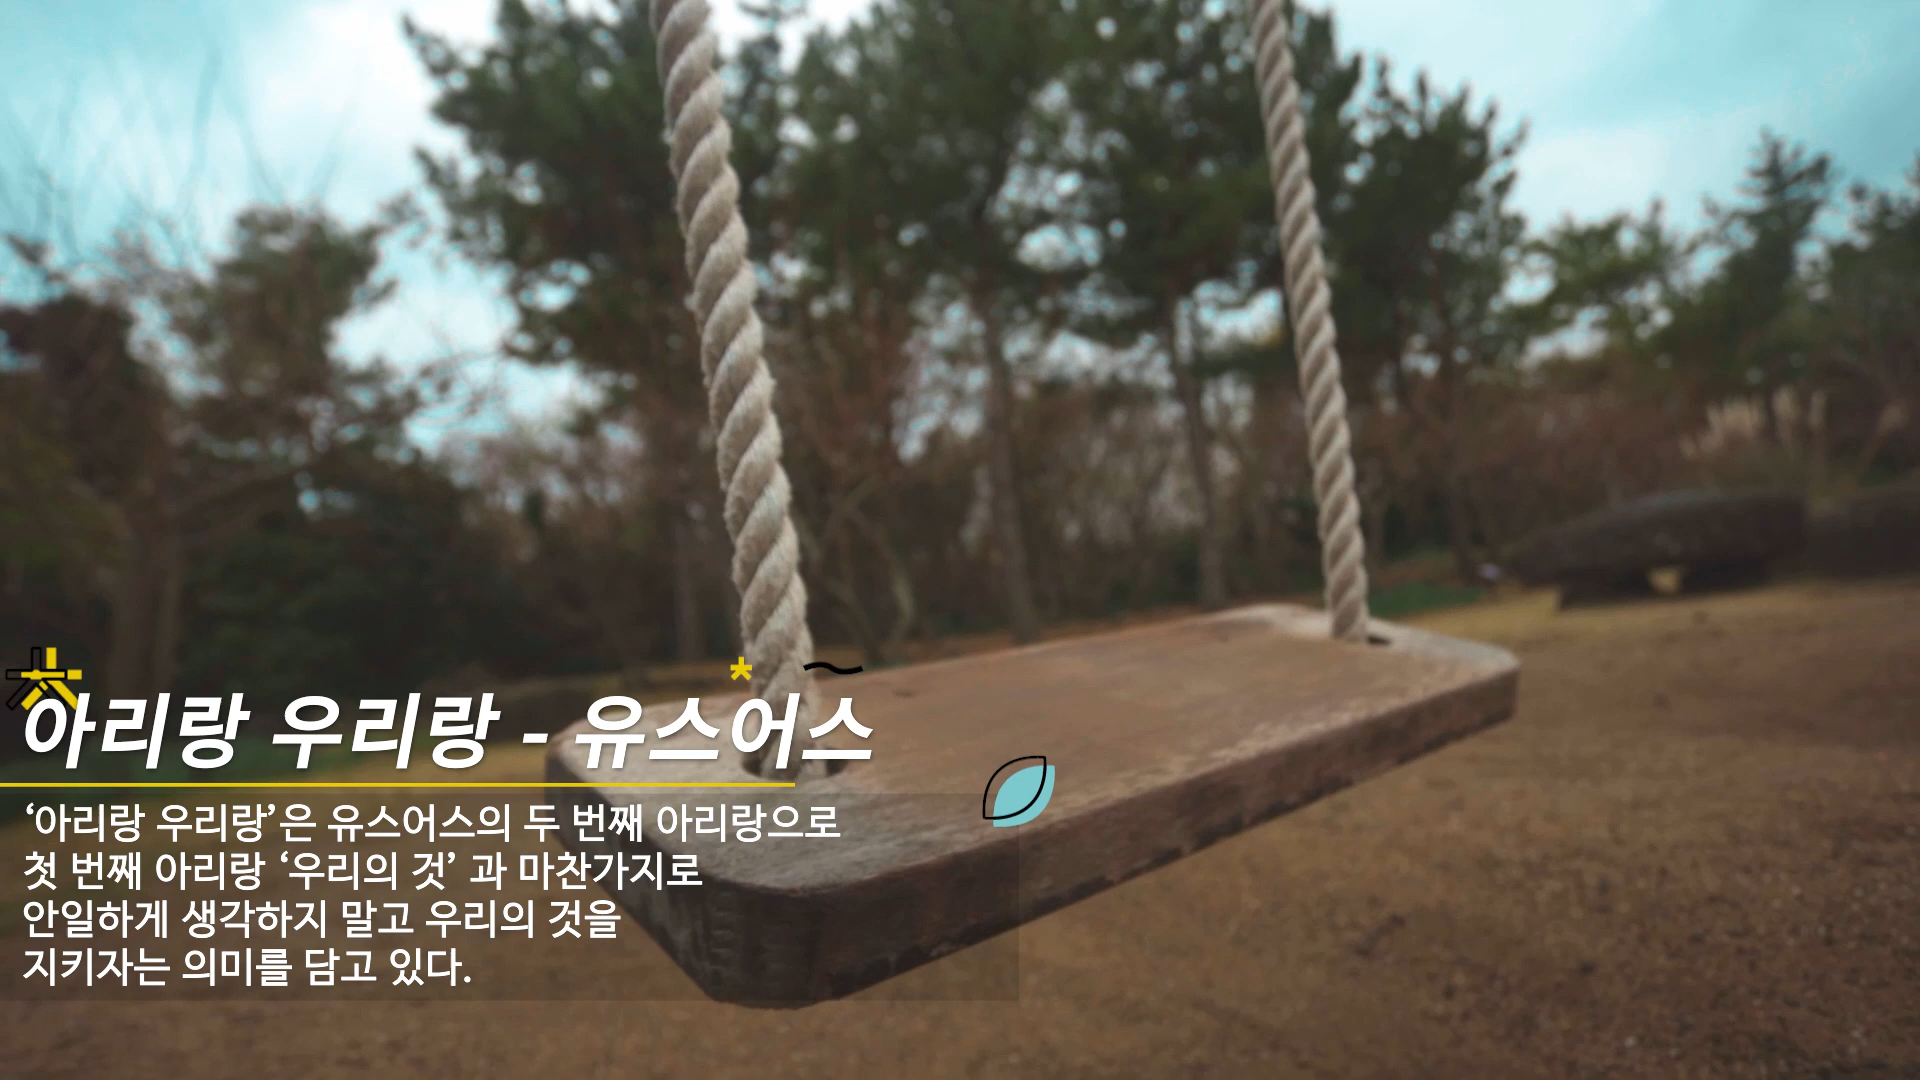 아리랑 우리랑 - 유스어스
‘아리랑 우리랑’은 유스어스의 두 번째 아리랑으로
첫 번째 아리랑 ‘우리의 것’ 과 마찬가지로
안일하게 생각하지 말고 우리의 것을
지키자는 의미를 담고 있다.